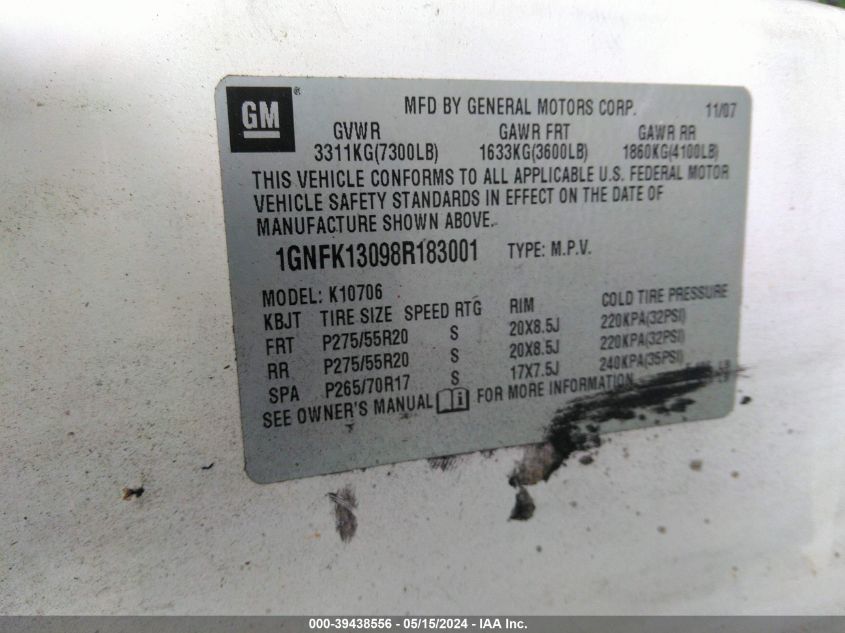 GM ® MFD BY GENERAL MOTORS CORP. 11/07
GVWR GAWR FRT GAWR RR
3311KG(7300LB) 1633KG(3600LB) 1860KG(4100LB)
THIS VEHICLE CONFORMS TO ALL APPLICABLE U.S. FEDERAL MOTOR
VEHICLE SAFETY STANDARDS IN EFFECT ON THE DATE OF
MANUFACTURE SHOWN ABOVE.
1GNFK13098R183001 TYPE: M.P.V.
MODEL: K10706
KBJT TIRE SIZE SPEED RTG RIM COLD TIRE PRESSURE
FRT P275/55R20 S 20X8.5J 220KPA(32PSI)
RR P275/55R20 S 20X8.5J 220KPA(32PSI)
SPA P265/70R17 S 17X7.5J 240KPA(35PSI)
SEE OWNER'S MANUAL i FOR MORE INFORMATION
000-39438556 - 05/15/2024 - IAA Inc.